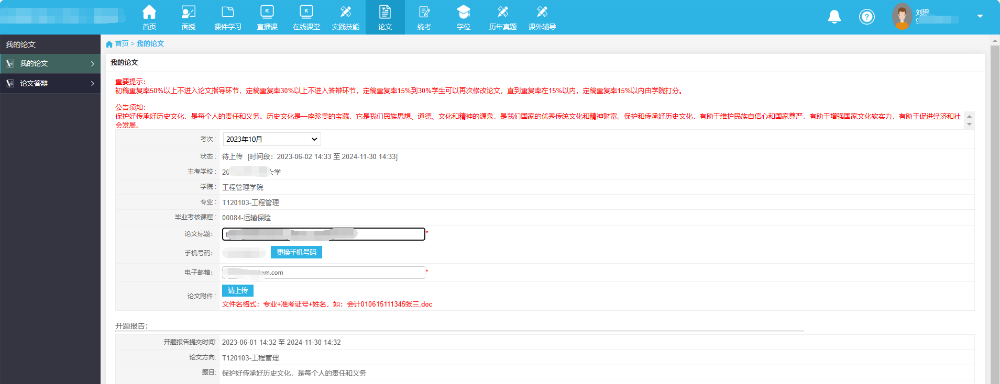 首页 面授 课件学习 直播课 在线课堂 实践技能 论文 统考 学位 历年真题 课外辅导
刘瑶
我的论文
我的论文
论文答辩
首页 > 我的论文
我的论文
重要提示：
初稿重复率50%以上不进入论文指导环节，定稿重复率30%以上不进入答辩环节，定稿重复率15%到30%学生可以再次修改论文，直到重复率在15%以内，定稿重复率15%以内由学院打分。
公告须知：
保护好传承好历史文化，是每个人的责任和义务。历史文化是一座珍贵的宝藏，它是我们民族思想、道德、文化和精神的源泉，是我们国家的优秀传统文化和精神财富。保护和传承好历史文化，有助于维护民族自信心和国家尊严，有助于增强国家文化软实力，有助于促进经济和社
会发展。
考次： 2023年10月
状态： 待上传 [时间段：2023-06-02 14:33 至 2024-11-30 14:33]
主考学校： 20 大学
学院： 工程管理学院
专业： T120103-工程管理
毕业考核课程： 00084-运输保险
论文标题： *
手机号码： 更换手机号码
电子邮箱： m.com *
论文附件： 请上传
文件名格式：专业+准考证号+姓名，如：会计010615111345张三.doc
开题报告：
开题报告提交时间: 2023-06-01 14:32 至 2024-11-30 14:32
论文方向: T120103-工程管理
题目: 保护好传承好历史文化，是每个人的责任和义务